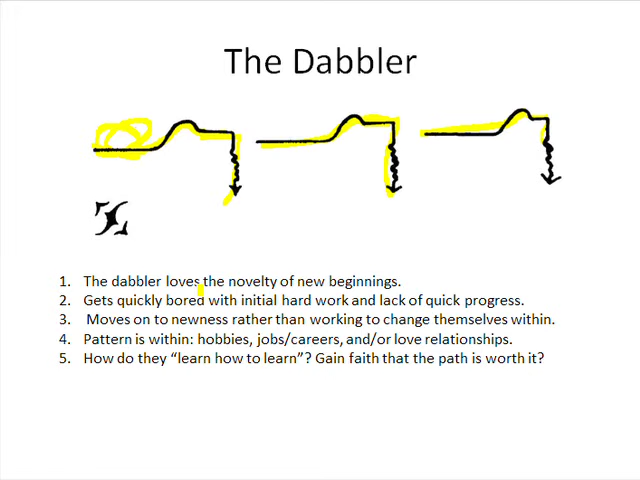 The Dabbler
1. The dabbler loves the novelty of new beginnings.
2. Gets quickly bored with initial hard work and lack of quick progress.
3. Moves on to newness rather than working to change themselves within.
4. Pattern is within: hobbies, jobs/careers, and/or love relationships.
5. How do they “learn how to learn”? Gain faith that the path is worth it?